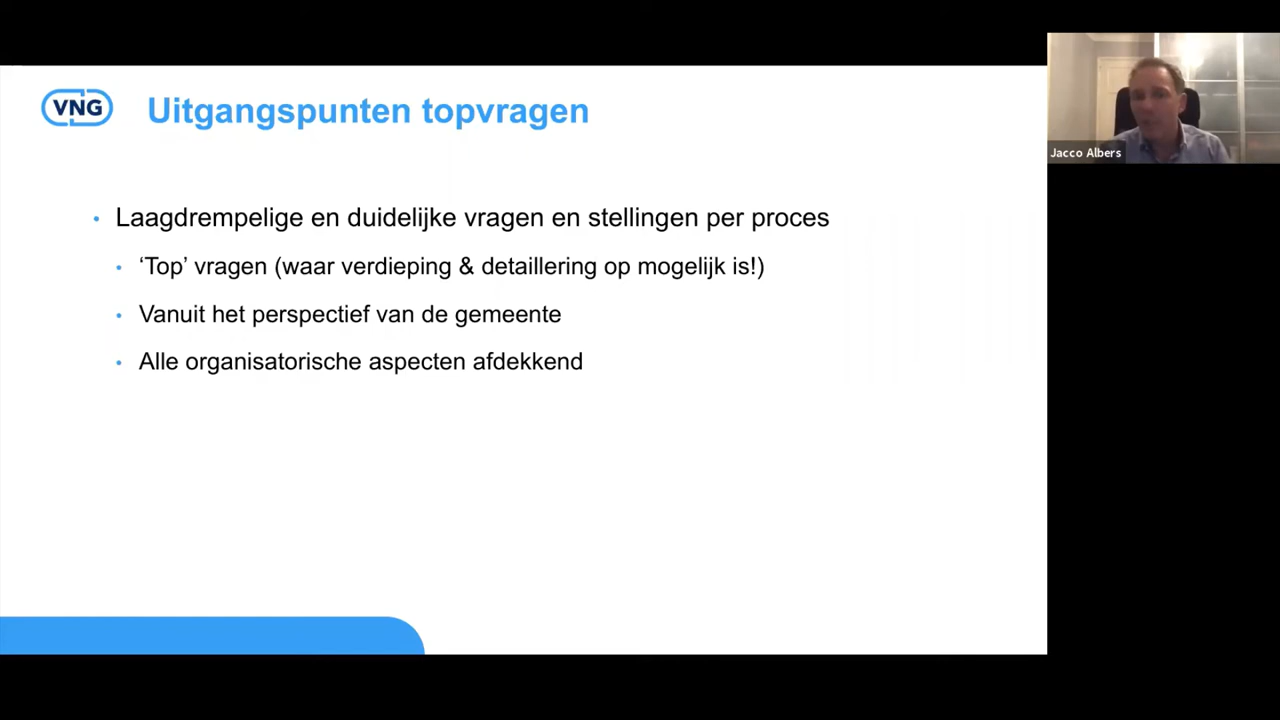 VNG
Uitgangspunten topvragen
Jacco Albers
• Laagdrempelige en duidelijke vragen en stellingen per proces
• ‘Top’ vragen (waar verdieping & detaillering op mogelijk is!)
• Vanuit het perspectief van de gemeente
• Alle organisatorische aspecten afdekkend